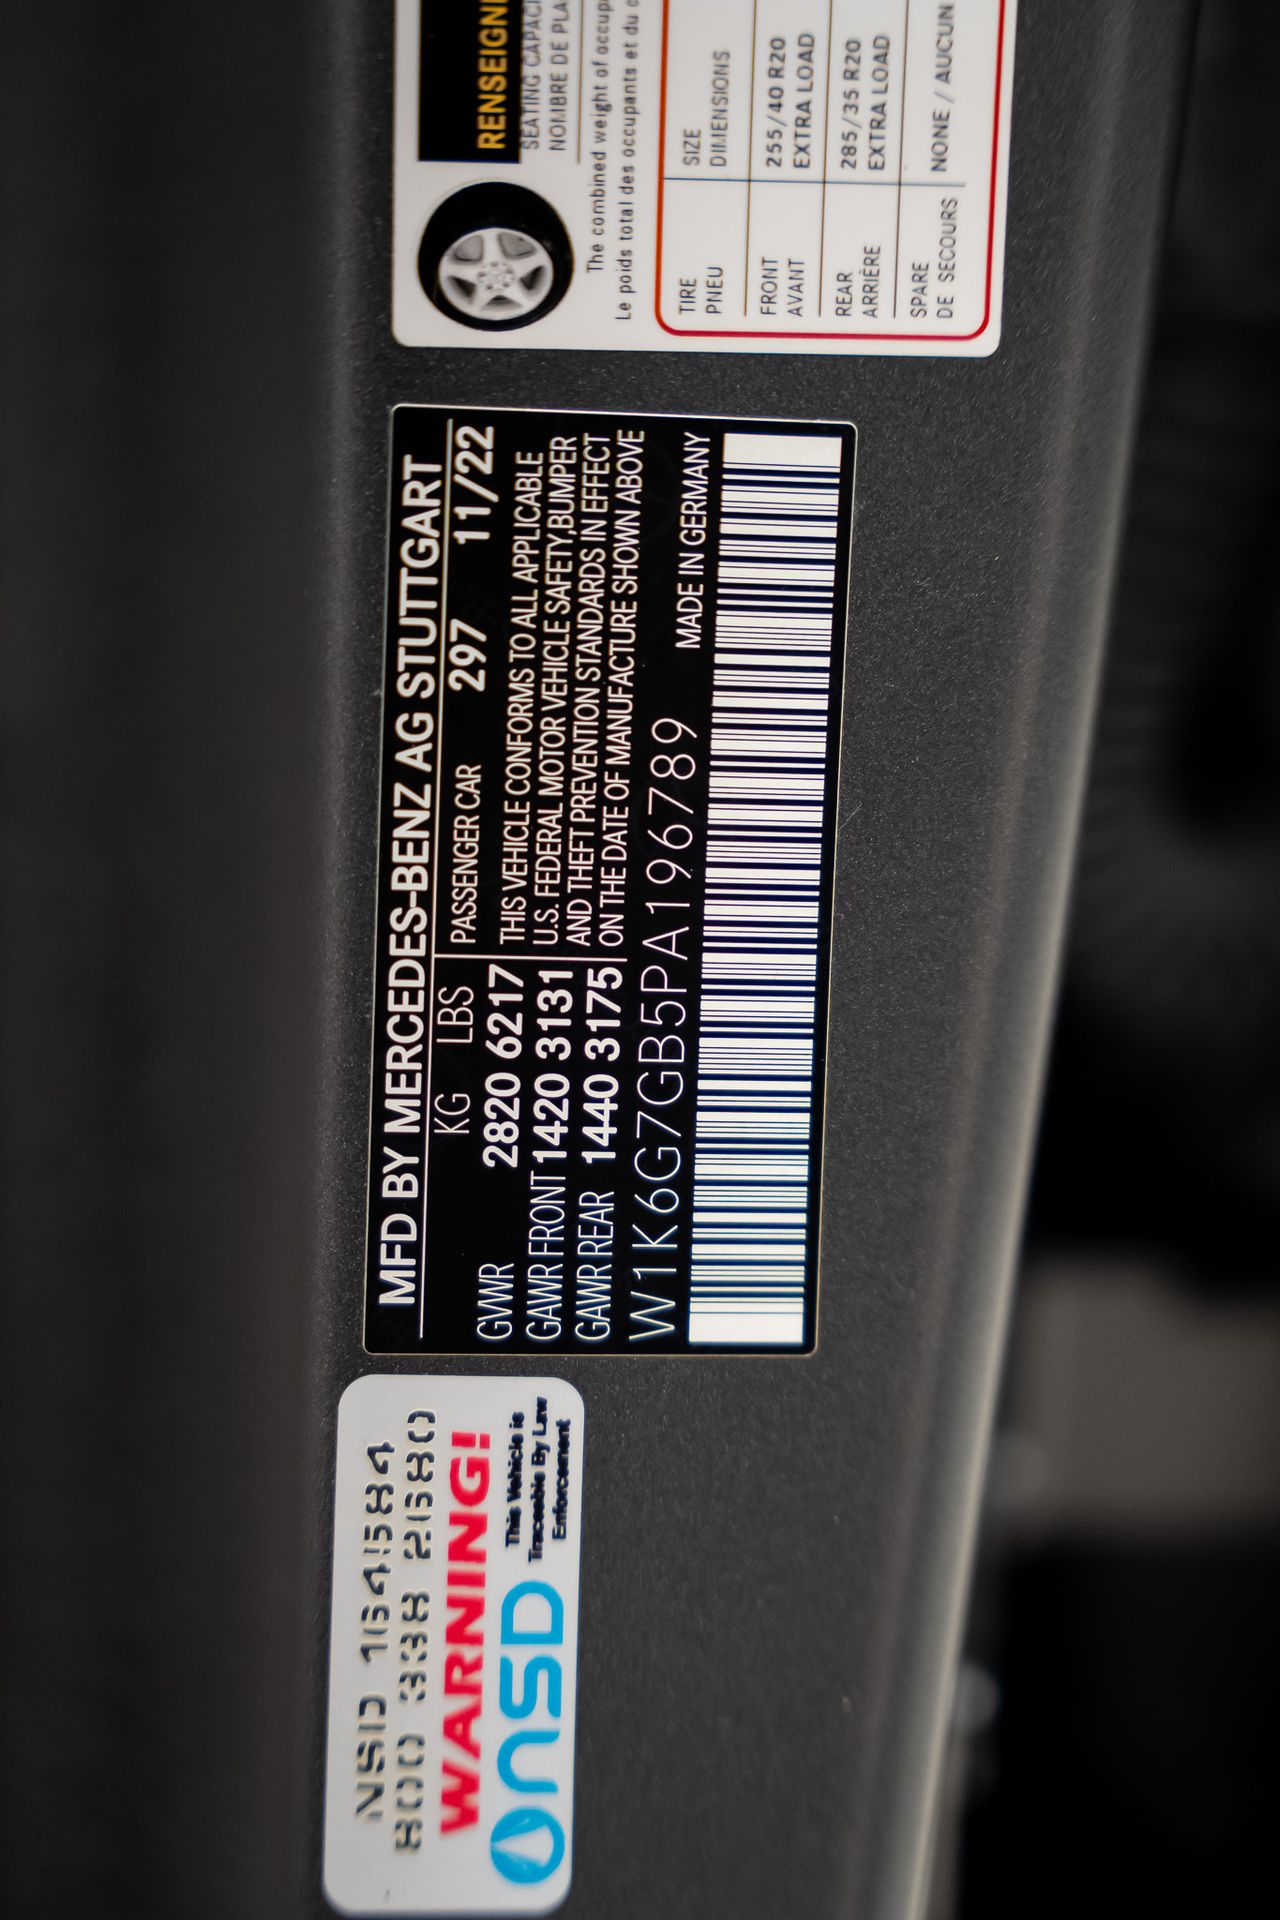 RENSEIGN
SEATING CAPACI
NOMBRE DE PLA
The combined weight of occup
Le poids total des occupants et du c
TIRE SIZE
PNEU DIMENSIONS
FRONT 255/40 R20
AVANT EXTRA LOAD
REAR 285/35 R20
ARRIÈRE EXTRA LOAD
SPARE NONE / AUCUN
DE SECOURS
MFD BY MERCEDES-BENZ AG STUTTGART
KG LBS PASSENGER CAR 297 11/22
GVWR 2820 6217 THIS VEHICLE CONFORMS TO ALL APPLICABLE
GAWR FRONT 1420 3131 U.S. FEDERAL MOTOR VEHICLE SAFETY,BUMPER
AND THEFT PREVENTION STANDARDS IN EFFECT
GAWR REAR 1440 3175 ON THE DATE OF MANUFACTURE SHOWN ABOVE
W1K6G7GB5PA196789 MADE IN GERMANY
NSD 164584
800 338 2680
WARNING!
NSD This Vehicle is
Traceable By Law
Enforcement